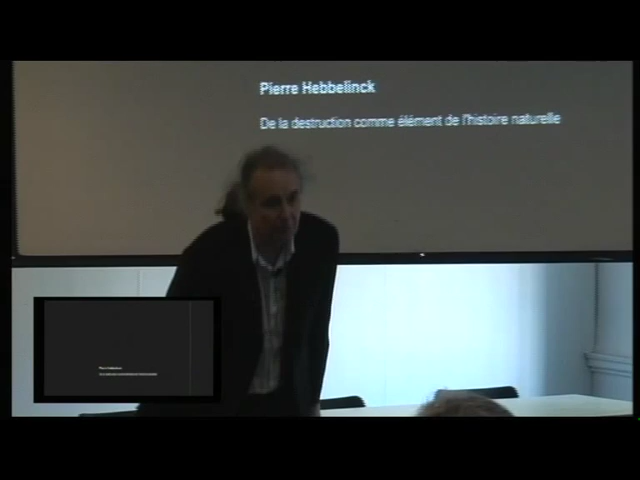 Pierre Hebbelinck
De la destruction comme élément de l'histoire naturelle